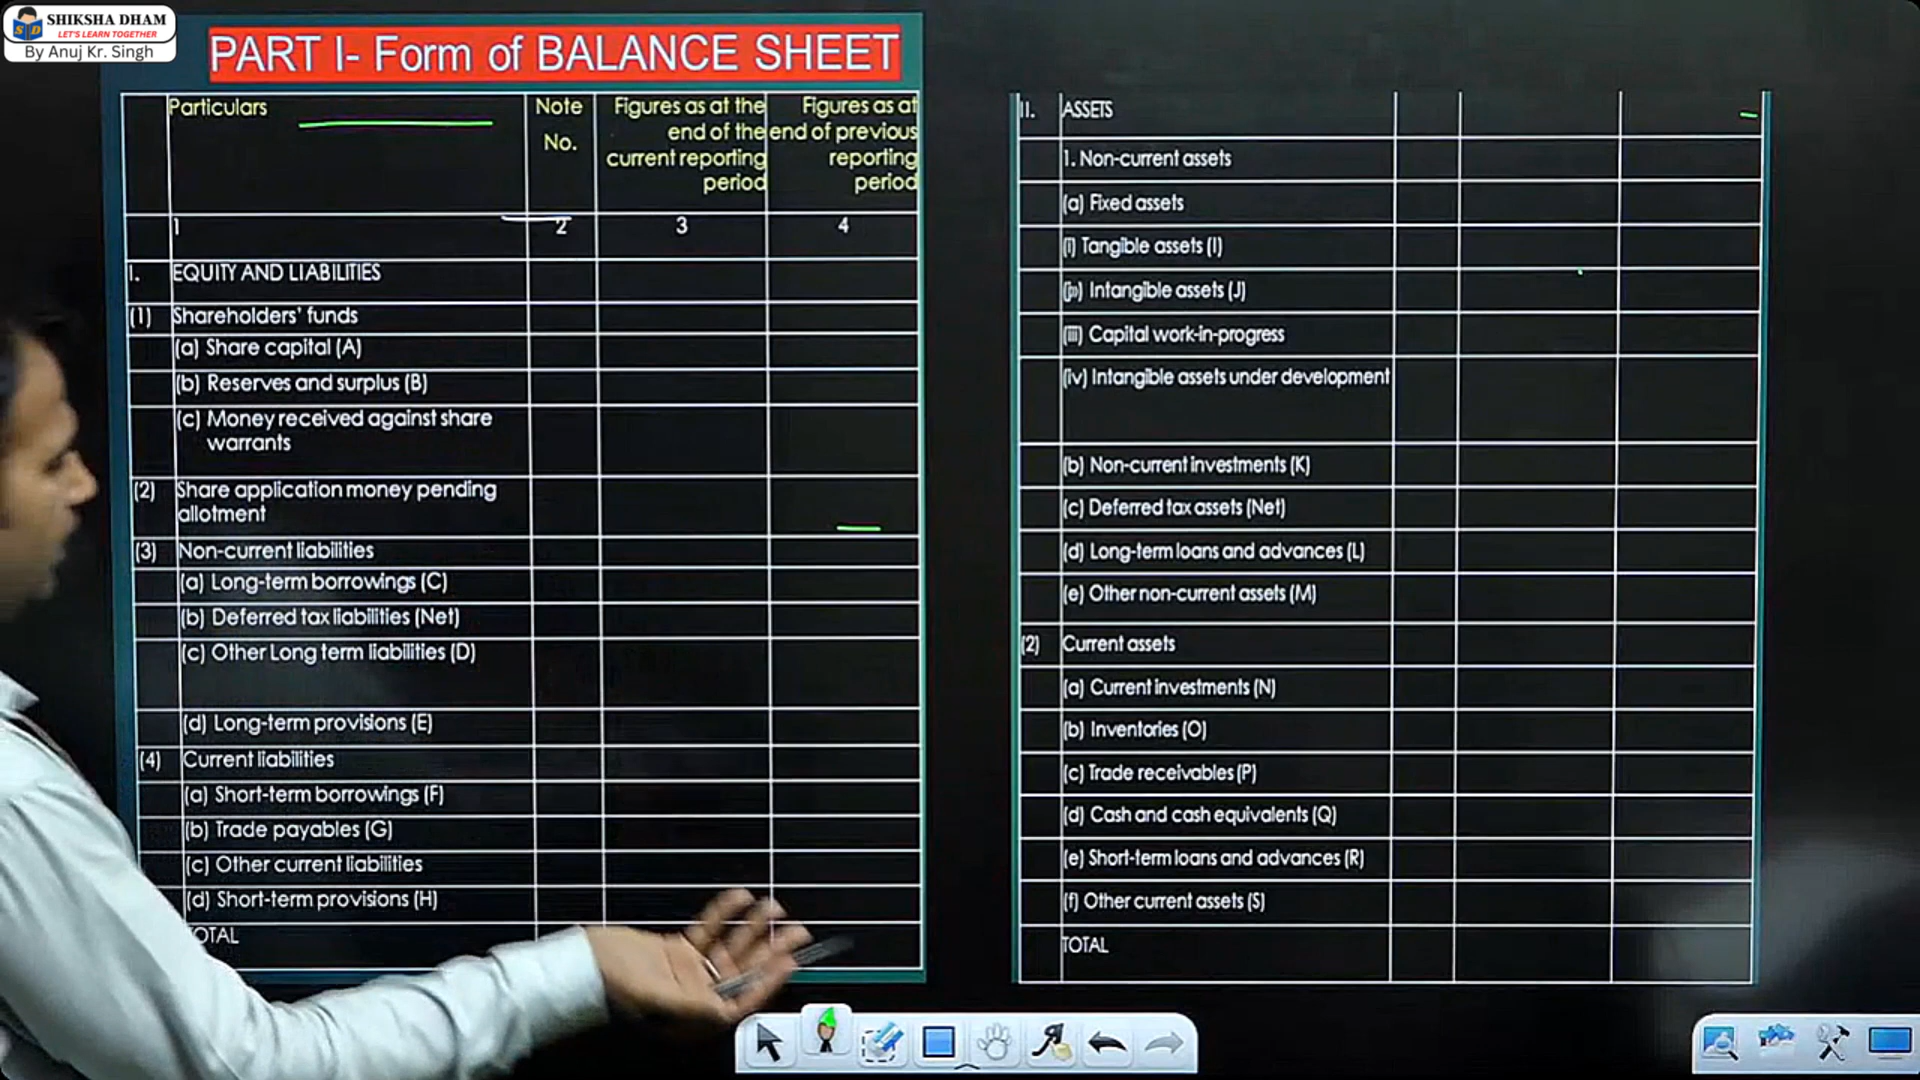 SHIKSHA DHAM
LET'S LEARN TOGETHER
By Anuj Kr. Singh
PART I- Form of BALANCE SHEET
Particulars
Note No.
Figures as at the end of the current reporting period
Figures as at end of previous reporting period
1 2 3 4
I. EQUITY AND LIABILITIES
(1) Shareholders' funds
(a) Share capital (A)
(b) Reserves and surplus (B)
(c) Money received against share
warrants
(2) Share application money pending
allotment
(3) Non-current liabilities
(a) Long-term borrowings (C)
(b) Deferred tax liabilities (Net)
(c) Other Long term liabilities (D)
(d) Long-term provisions (E)
(4) Current liabilities
(a) Short-term borrowings (F)
(b) Trade payables (G)
(c) Other current liabilities
(d) Short-term provisions (H)
TOTAL
II. ASSETS
1. Non-current assets
(a) Fixed assets
(i) Tangible assets (I)
Intangible assets (J)
(iii) Capital work-in-progress
(iv) Intangible assets under development
(b) Non-current investments (K)
(c) Deferred tax assets (Net)
(d) Long-term loans and advances (L)
(e) Other non-current assets (M)
(2) Current assets
(a) Current investments (N)
(b) Inventories (O)
(c) Trade receivables (P)
(d) Cash and cash equivalents (Q)
(e) Short-term loans and advances (R)
(f) Other current assets (S)
TOTAL